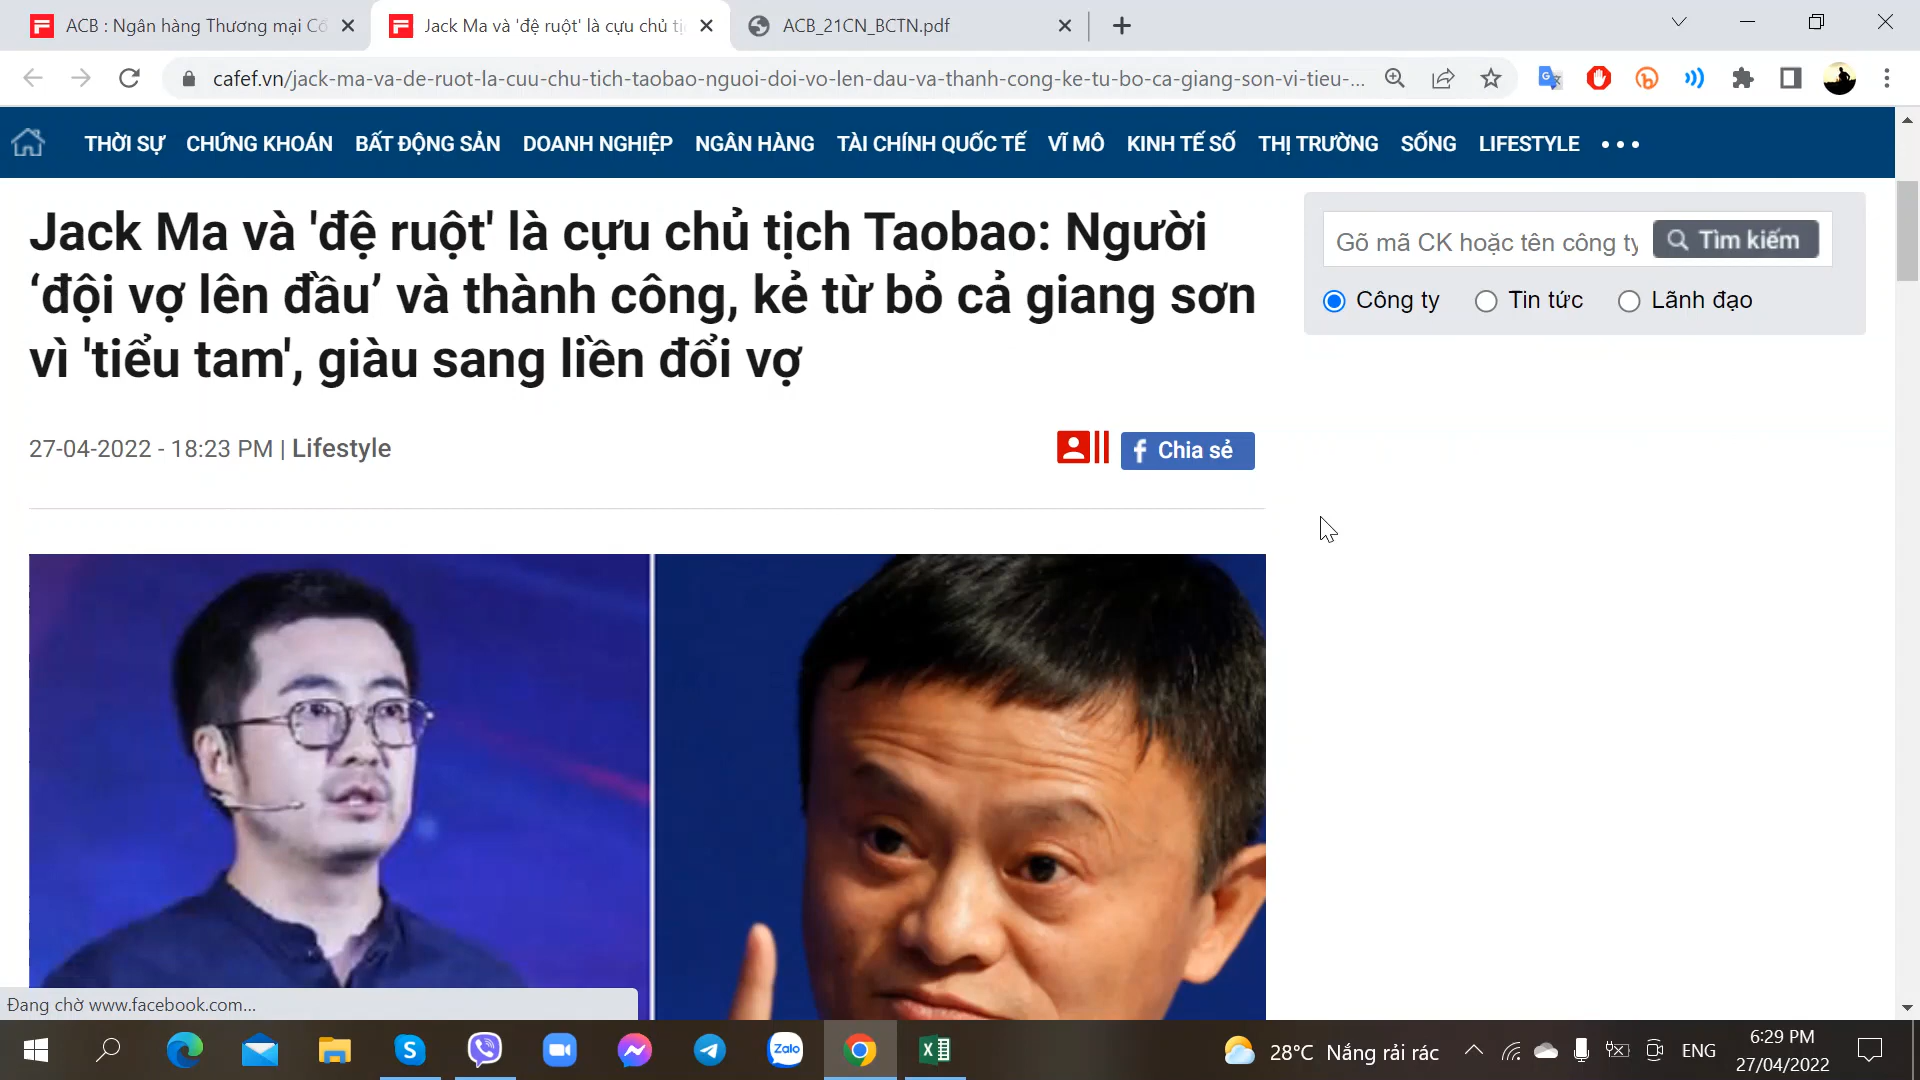 ACB : Ngân hàng Thương mại Cổ
Jack Ma và 'đệ ruột' là cựu chủ tị
ACB_21CN_BCTN.pdf
cafef.vn/jack-ma-va-de-ruot-la-cuu-chu-tich-taobao-nguoi-doi-vo-len-dau-va-thanh-cong-ke-tu-bo-ca-giang-son-vi-tieu-...
THỜI SỰ CHỨNG KHOÁN BẤT ĐỘNG SẢN DOANH NGHIỆP NGÂN HÀNG TÀI CHÍNH QUỐC TẾ VĨ MÔ KINH TẾ SỐ THỊ TRƯỜNG SỐNG LIFESTYLE
Jack Ma và 'đệ ruột' là cựu chủ tịch Taobao: Người
‘đội vợ lên đầu’ và thành công, kẻ từ bỏ cả giang sơn
vì 'tiểu tam', giàu sang liền đổi vợ
Gõ mã CK hoặc tên công ty
Tìm kiếm
Công ty Tin tức Lãnh đạo
27-04-2022 - 18:23 PM | Lifestyle
Chia sẻ
Đang chờ www.facebook.com...
Zalo
28°C Nắng rải rác
ENG
6:29 PM
27/04/2022